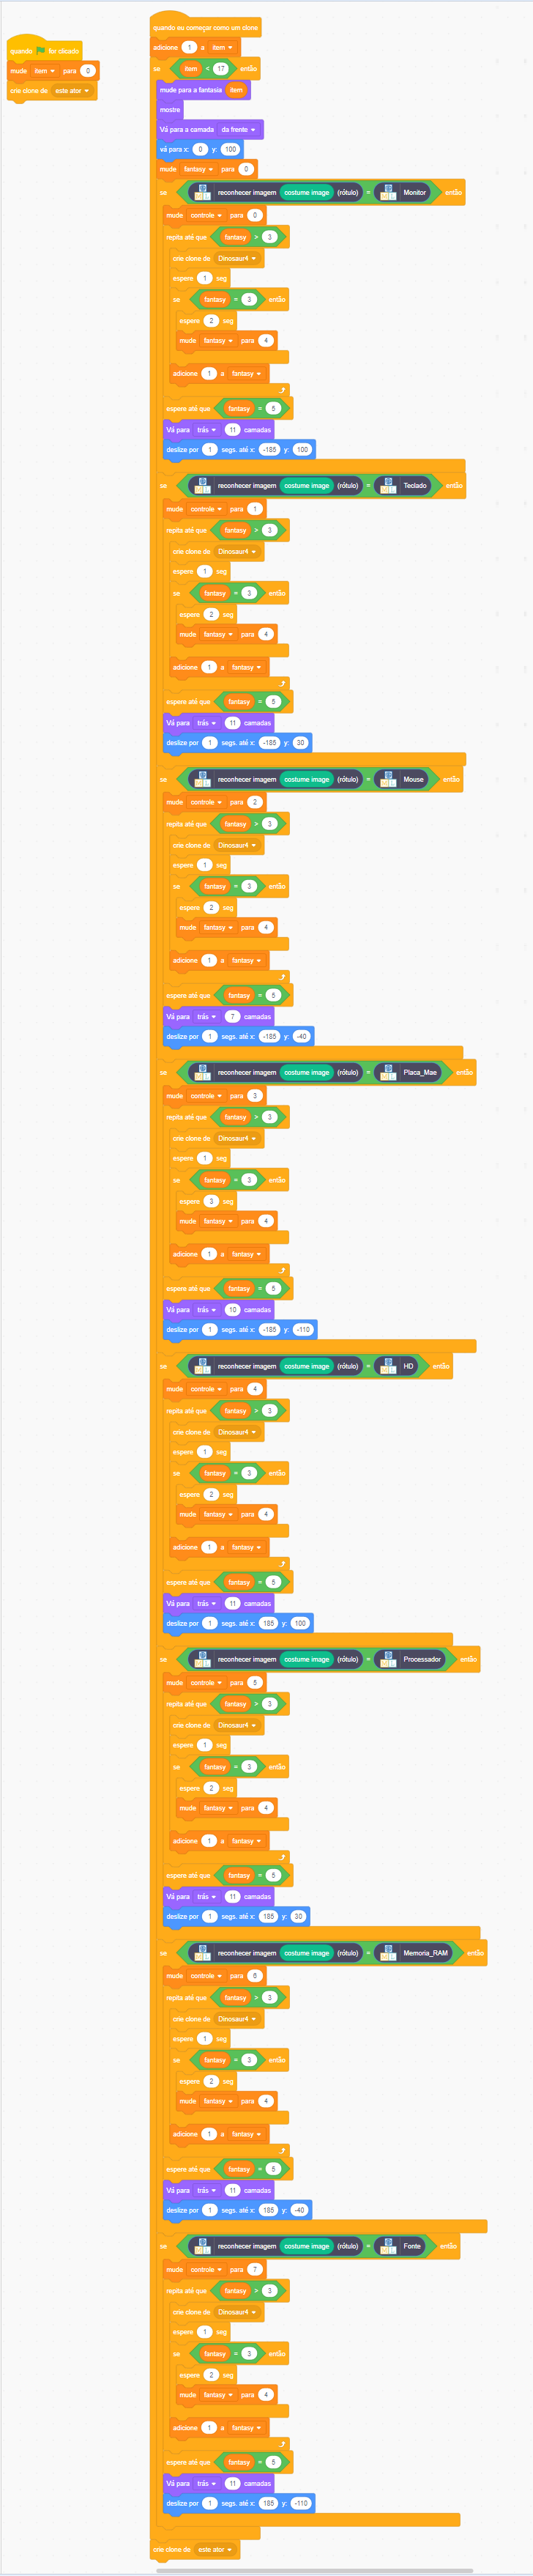 quando for clicado
mude item para 0
crie clone de este ator
quando eu começar como um clone
adicione 1 a item
se item < 17 então
mude para a fantasia item
mostre
Vá para a camada da frente
vá para x: 0 y: 100
mude fantasy para 0
se reconhecer imagem costume image (rótulo) = Monitor então
mude controle para 0
repita até que fantasy > 3
crie clone de Dinosaur4
espere 1 seg
se fantasy = 3 então
espere 2 seg
mude fantasy para 4
adicione 1 a fantasy
espere até que fantasy = 5
Vá para trás 11 camadas
deslize por 1 segs. até x: -185 y: 100
se reconhecer imagem costume image (rótulo) = Teclado então
mude controle para 1
repita até que fantasy > 3
crie clone de Dinosaur4
espere 1 seg
se fantasy = 3 então
espere 2 seg
mude fantasy para 4
adicione 1 a fantasy
espere até que fantasy = 5
Vá para trás 11 camadas
deslize por 1 segs. até x: -185 y: 30
se reconhecer imagem costume image (rótulo) = Mouse então
mude controle para 2
repita até que fantasy > 3
crie clone de Dinosaur4
espere 1 seg
se fantasy = 3 então
espere 2 seg
mude fantasy para 4
adicione 1 a fantasy
espere até que fantasy = 5
Vá para trás 7 camadas
deslize por 1 segs. até x: -185 y: -40
se reconhecer imagem costume image (rótulo) = Placa_Mae então
mude controle para 3
repita até que fantasy > 3
crie clone de Dinosaur4
espere 1 seg
se fantasy = 3 então
espere 3 seg
mude fantasy para 4
adicione 1 a fantasy
espere até que fantasy = 5
Vá para trás 10 camadas
deslize por 1 segs. até x: -185 y: -110
se reconhecer imagem costume image (rótulo) = HD então
mude controle para 4
repita até que fantasy > 3
crie clone de Dinosaur4
espere 1 seg
se fantasy = 3 então
espere 2 seg
mude fantasy para 4
adicione 1 a fantasy
espere até que fantasy = 5
Vá para trás 11 camadas
deslize por 1 segs. até x: 185 y: 100
se reconhecer imagem costume image (rótulo) = Processador então
mude controle para 5
repita até que fantasy > 3
crie clone de Dinosaur4
espere 1 seg
se fantasy = 3 então
espere 2 seg
mude fantasy para 4
adicione 1 a fantasy
espere até que fantasy = 5
Vá para trás 11 camadas
deslize por 1 segs. até x: 185 y: 30
se reconhecer imagem costume image (rótulo) = Memoria_RAM então
mude controle para 6
repita até que fantasy > 3
crie clone de Dinosaur4
espere 1 seg
se fantasy = 3 então
espere 2 seg
mude fantasy para 4
adicione 1 a fantasy
espere até que fantasy = 5
Vá para trás 11 camadas
deslize por 1 segs. até x: 185 y: -40
se reconhecer imagem costume image (rótulo) = Fonte então
mude controle para 7
repita até que fantasy > 3
crie clone de Dinosaur4
espere 1 seg
se fantasy = 3 então
espere 2 seg
mude fantasy para 4
adicione 1 a fantasy
espere até que fantasy = 5
Vá para trás 11 camadas
deslize por 1 segs. até x: 185 y: -110
crie clone de este ator